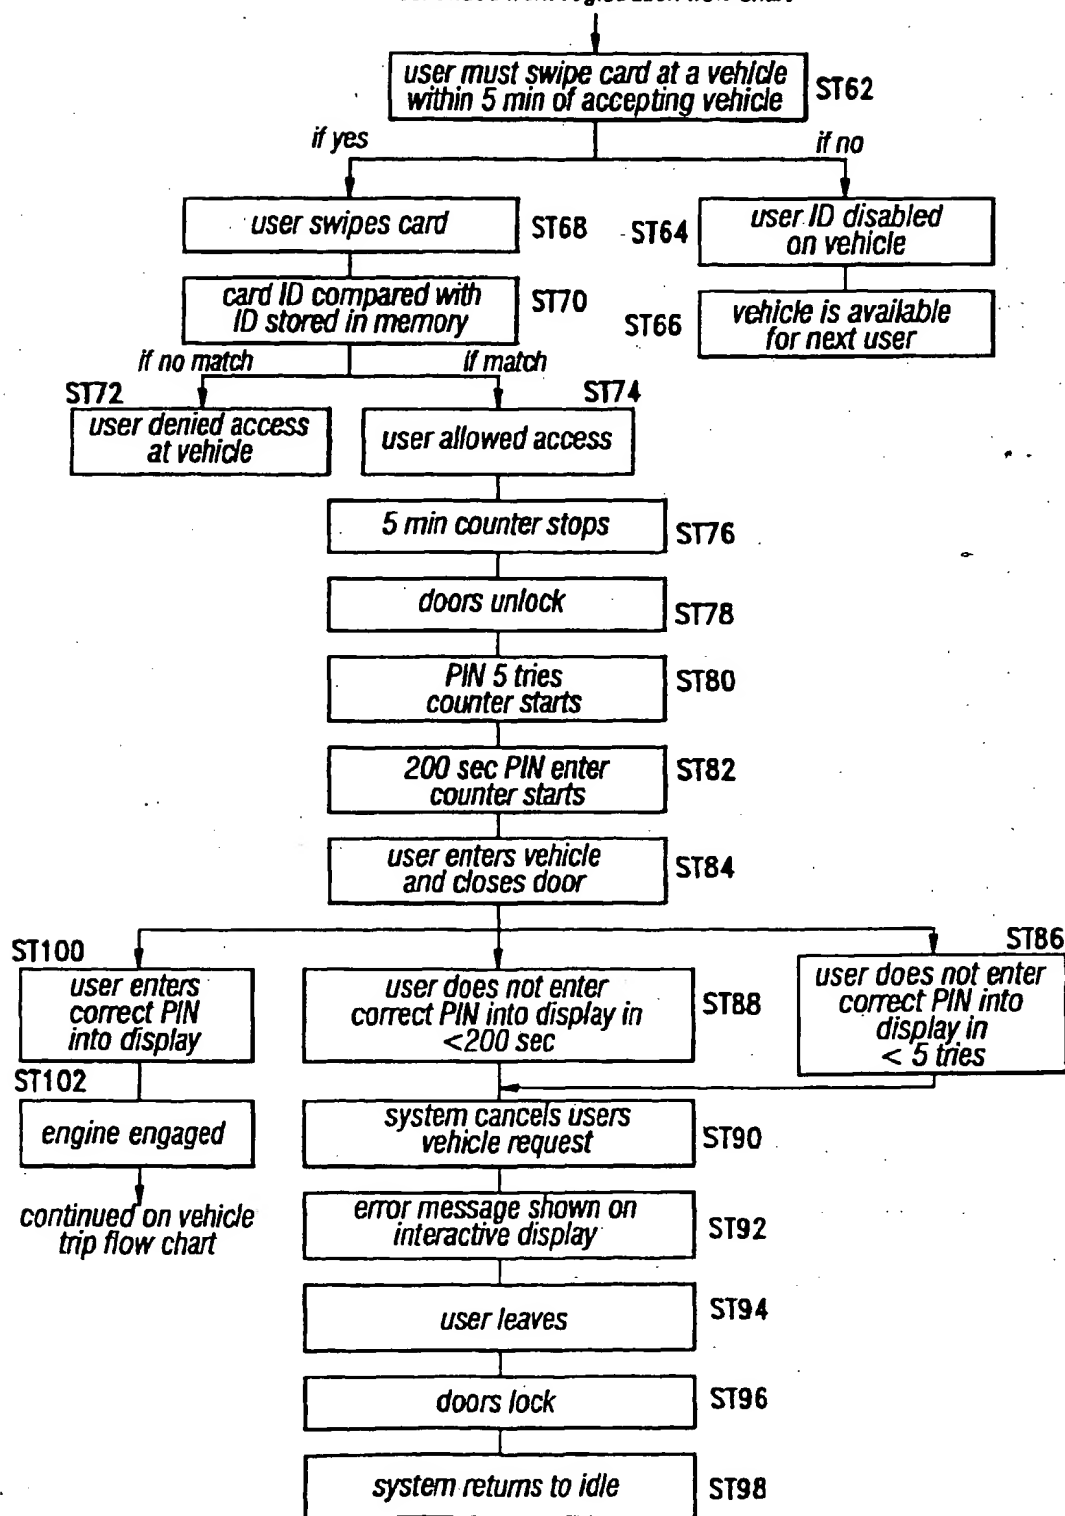 user must swipe card at a vehicle
within 5 min of accepting vehicle
ST62
if yes
if no
user swipes card
ST68
ST64
user ID disabled
on vehicle
card ID compared with
ID stored in memory
ST70
ST66
vehicle is available
for next user
if no match
if match
ST72
ST74
user denied access
at vehicle
user allowed access
5 min counter stops
ST76
doors unlock
ST78
PIN 5 tries
counter starts
ST80
200 sec PIN enter
counter starts
ST82
user enters vehicle
and closes door
ST84
ST100
ST86
user enters
correct PIN
into display
user does not enter
correct PIN into display in
<200 sec
ST88
user does not enter
correct PIN into
display in
< 5 tries
ST102
engine engaged
system cancels users
vehicle request
ST90
continued on vehicle
trip flow chart
error message shown on
interactive display
ST92
user leaves
ST94
doors lock
ST96
system returns to idle
ST98